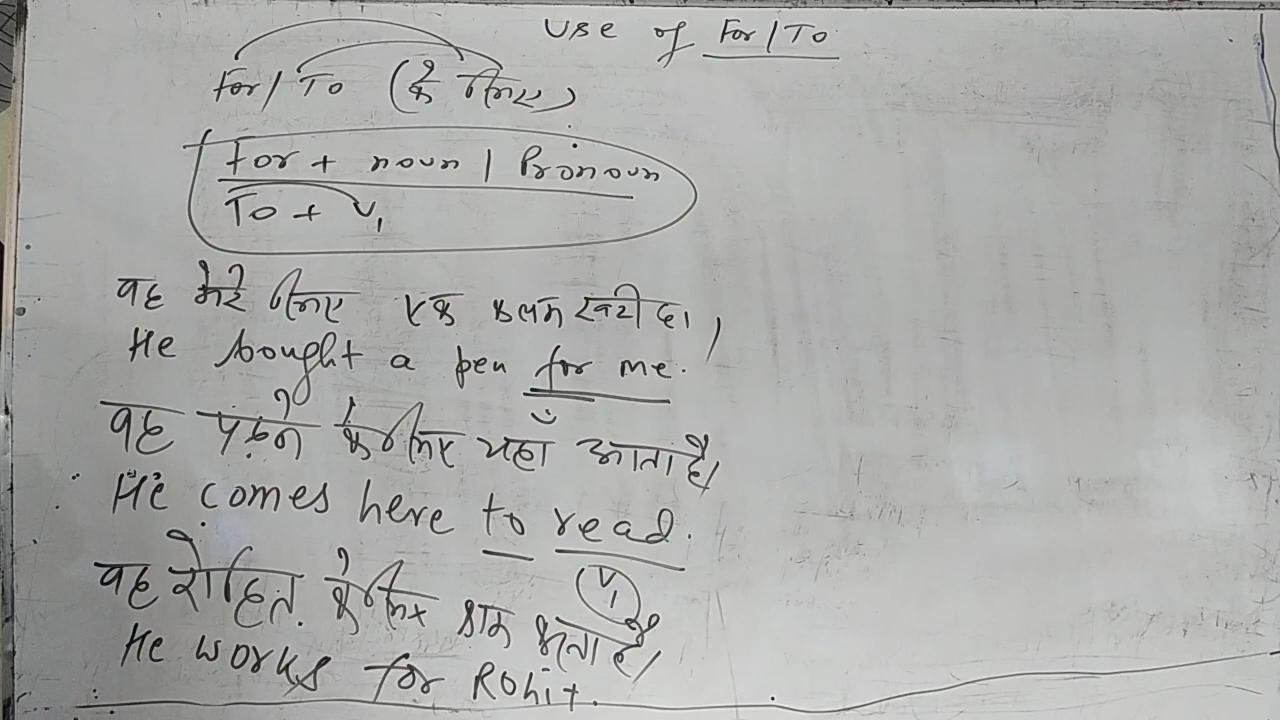 Use of For/To
For/To (के लिए)
For + noun | Pronoun
To + V1
वह मेरे लिए एक कलम खरीदा।
He bought a pen for me.
वह पढ़ने के लिए यहाँ आता है।
He comes here to read.
(V1)
वह रोहित के लिए काम करता है।
He works for Rohit.